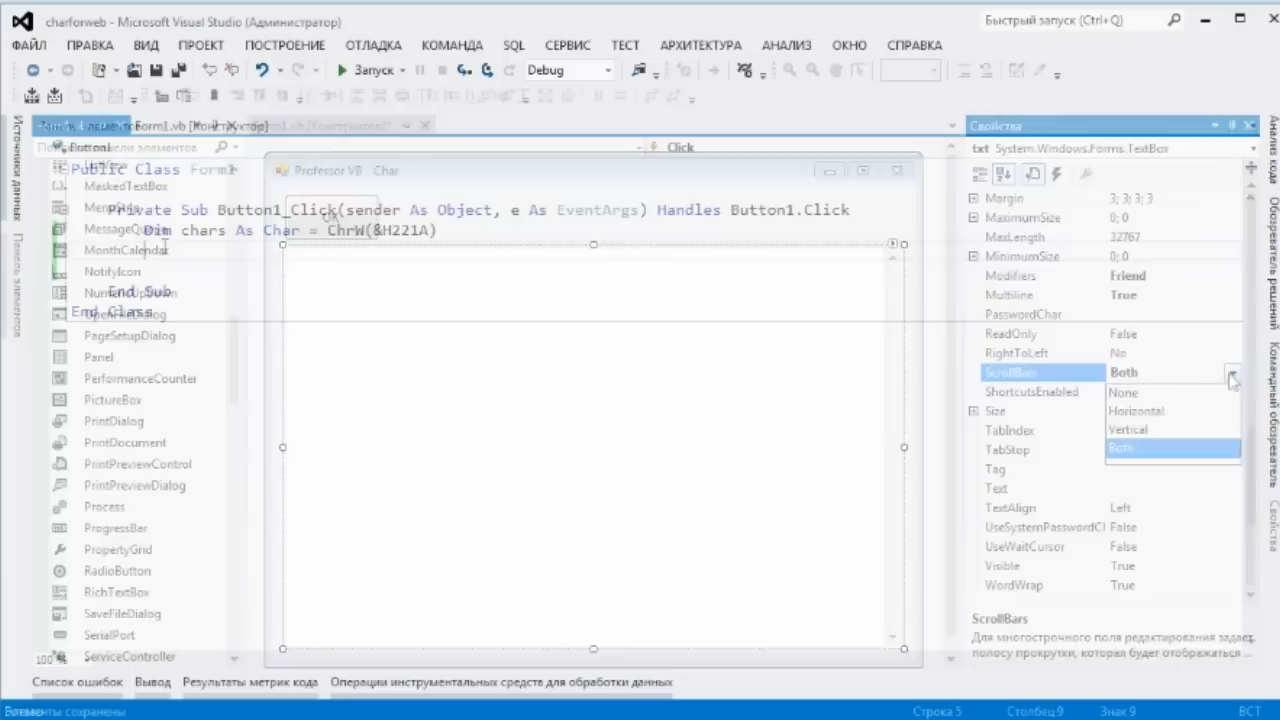 charforweb - Microsoft Visual Studio (Администратор)
Быстрый запуск (Ctrl+Q)
ФАЙЛ ПРАВКА ВИД ПРОЕКТ ПОСТРОЕНИЕ ОТЛАДКА КОМАНДА SQL СЕРВИС ТЕСТ АРХИТЕКТУРА АНАЛИЗ ОКНО СПРАВКА
Запуск Debug
Form1.vb [Конструктор]
Button1
Click
Public Class Form1
Private Sub Button1_Click(sender As Object, e As EventArgs) Handles Button1.Click
Dim chars As Char = ChrW(&H221A)
End Sub
End Class
Professor VB Char
Источники данных
Панель элементов
MaskedTextBox
MonthCalendar
NotifyIcon
PageSetupDialog
Panel
PerformanceCounter
PictureBox
PrintDialog
PrintDocument
PrintPreviewControl
PrintPreviewDialog
Process
ProgressBar
PropertyGrid
RadioButton
RichTextBox
SaveFileDialog
SerialPort
ServiceController
100 %
Свойства
txt System.Windows.Forms.TextBox
Margin 3; 3; 3; 3
MaximumSize 0; 0
MaxLength 32767
MinimumSize 0; 0
Modifiers Friend
Multiline True
PasswordChar
ReadOnly False
RightToLeft No
ScrollBars Both
ShortcutsEnabled
None
Horizontal
Vertical
Both
Size
TabIndex
TabStop
Tag
Text
TextAlign Left
UseSystemPasswordCl False
UseWaitCursor False
Visible True
WordWrap True
ScrollBars
Для многострочного поля редактирования задает,
полосу прокрутки, которая будет отображаться ...
Анализ кода
Обозреватель решений
Командный обозреватель
Свойства
Список ошибок Вывод Результаты метрик кода Операции инструментальных средств для обработки данных
Строка 5 Столбец 9 Знак 9 ВСТ